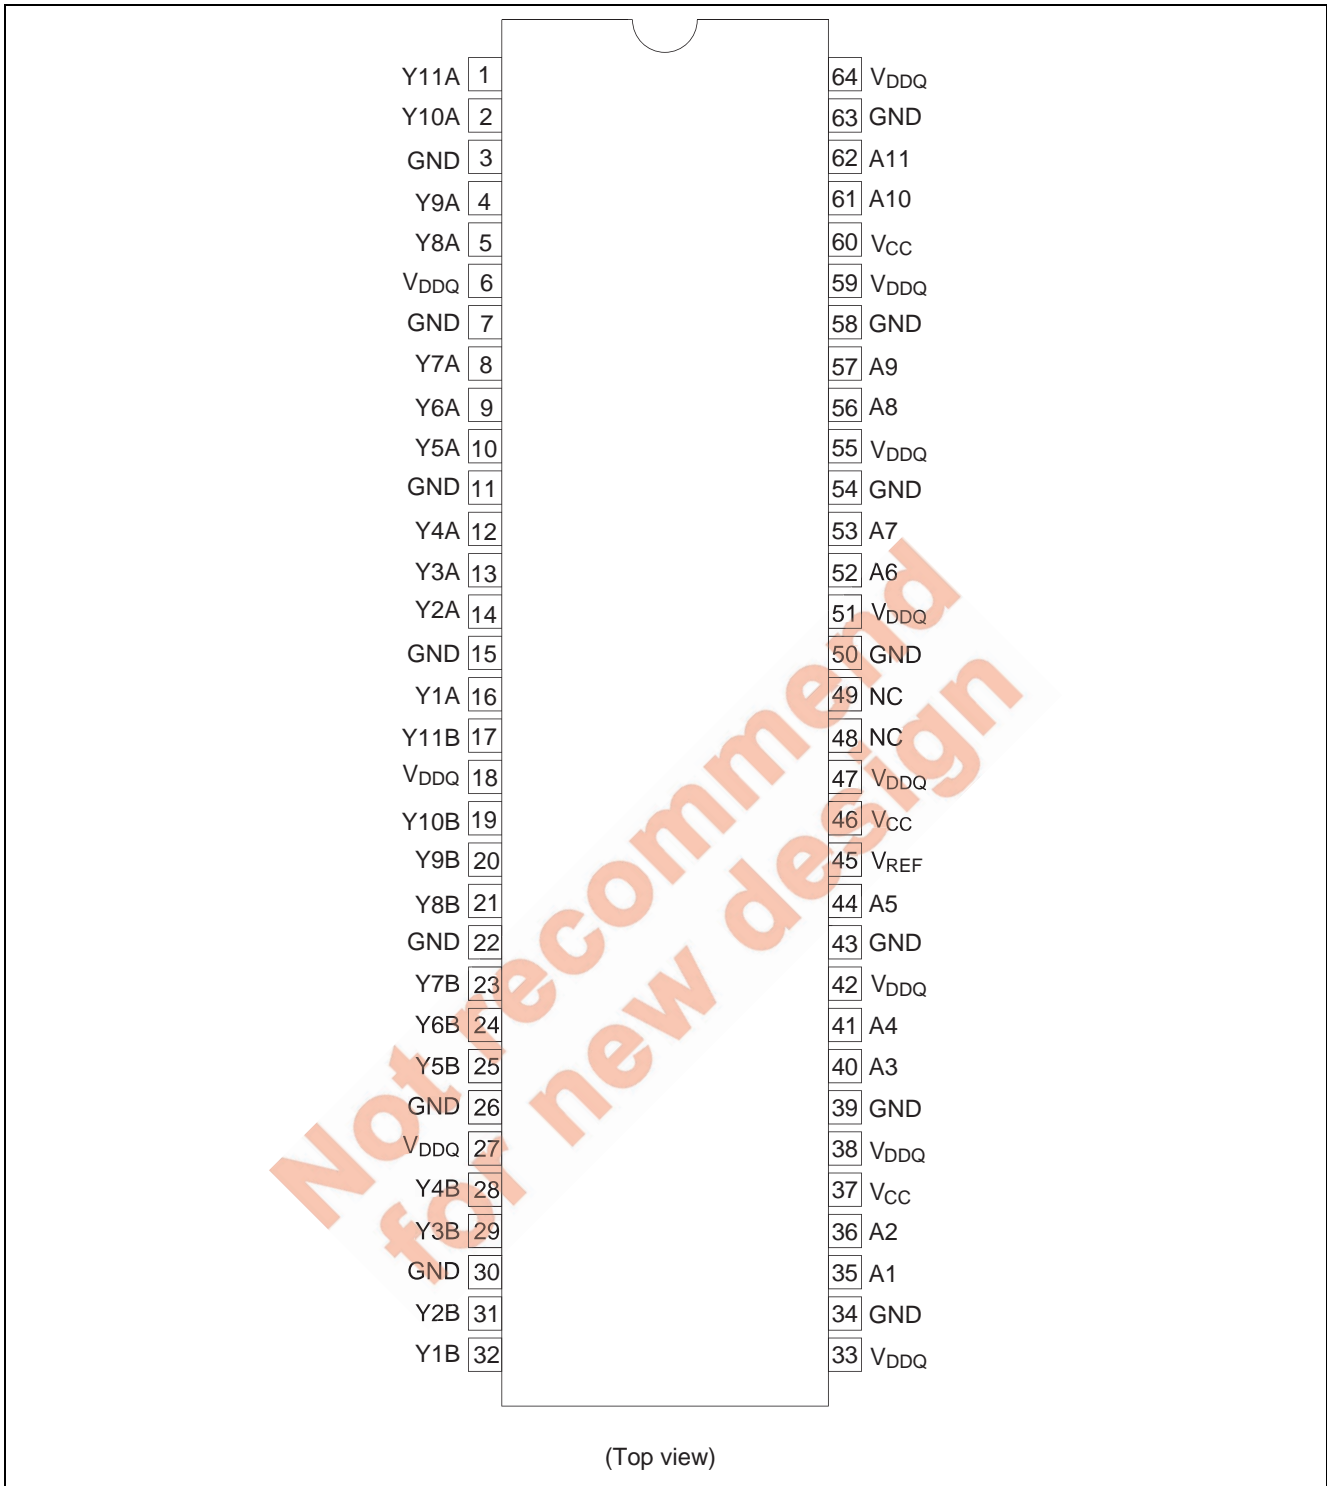 Y11A 1
Y10A 2
GND 3
Y9A 4
Y8A 5
VDDQ 6
GND 7
Y7A 8
Y6A 9
Y5A 10
GND 11
Y4A 12
Y3A 13
Y2A 14
GND 15
Y1A 16
Y11B 17
VDDQ 18
Y10B 19
Y9B 20
Y8B 21
GND 22
Y7B 23
Y6B 24
Y5B 25
GND 26
VDDQ 27
Y4B 28
Y3B 29
GND 30
Y2B 31
Y1B 32
64 VDDQ
63 GND
62 A11
61 A10
60 VCC
59 VDDQ
58 GND
57 A9
56 A8
55 VDDQ
54 GND
53 A7
52 A6
51 VDDQ
50 GND
49 NC
48 NC
47 VDDQ
46 VCC
45 VREF
44 A5
43 GND
42 VDDQ
41 A4
40 A3
39 GND
38 VDDQ
37 VCC
36 A2
35 A1
34 GND
33 VDDQ
(Top view)
Not recommend
for new design